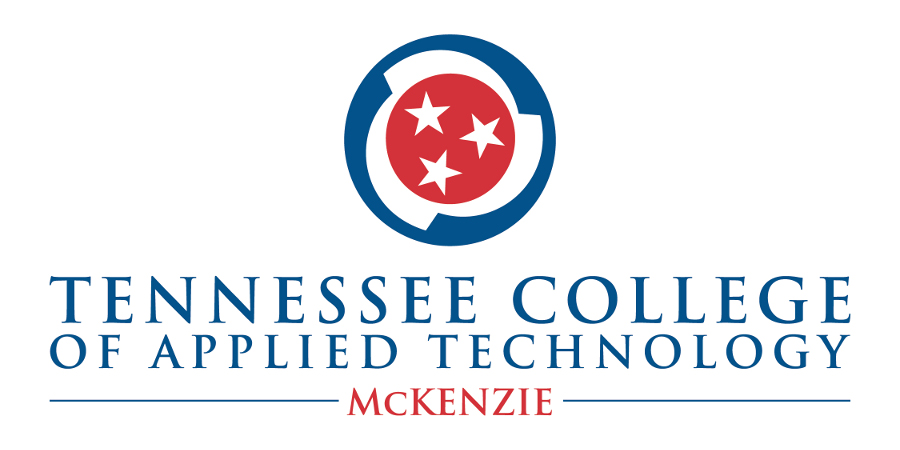 TENNESSEE COLLEGE
OF APPLIED TECHNOLOGY
McKENZIE